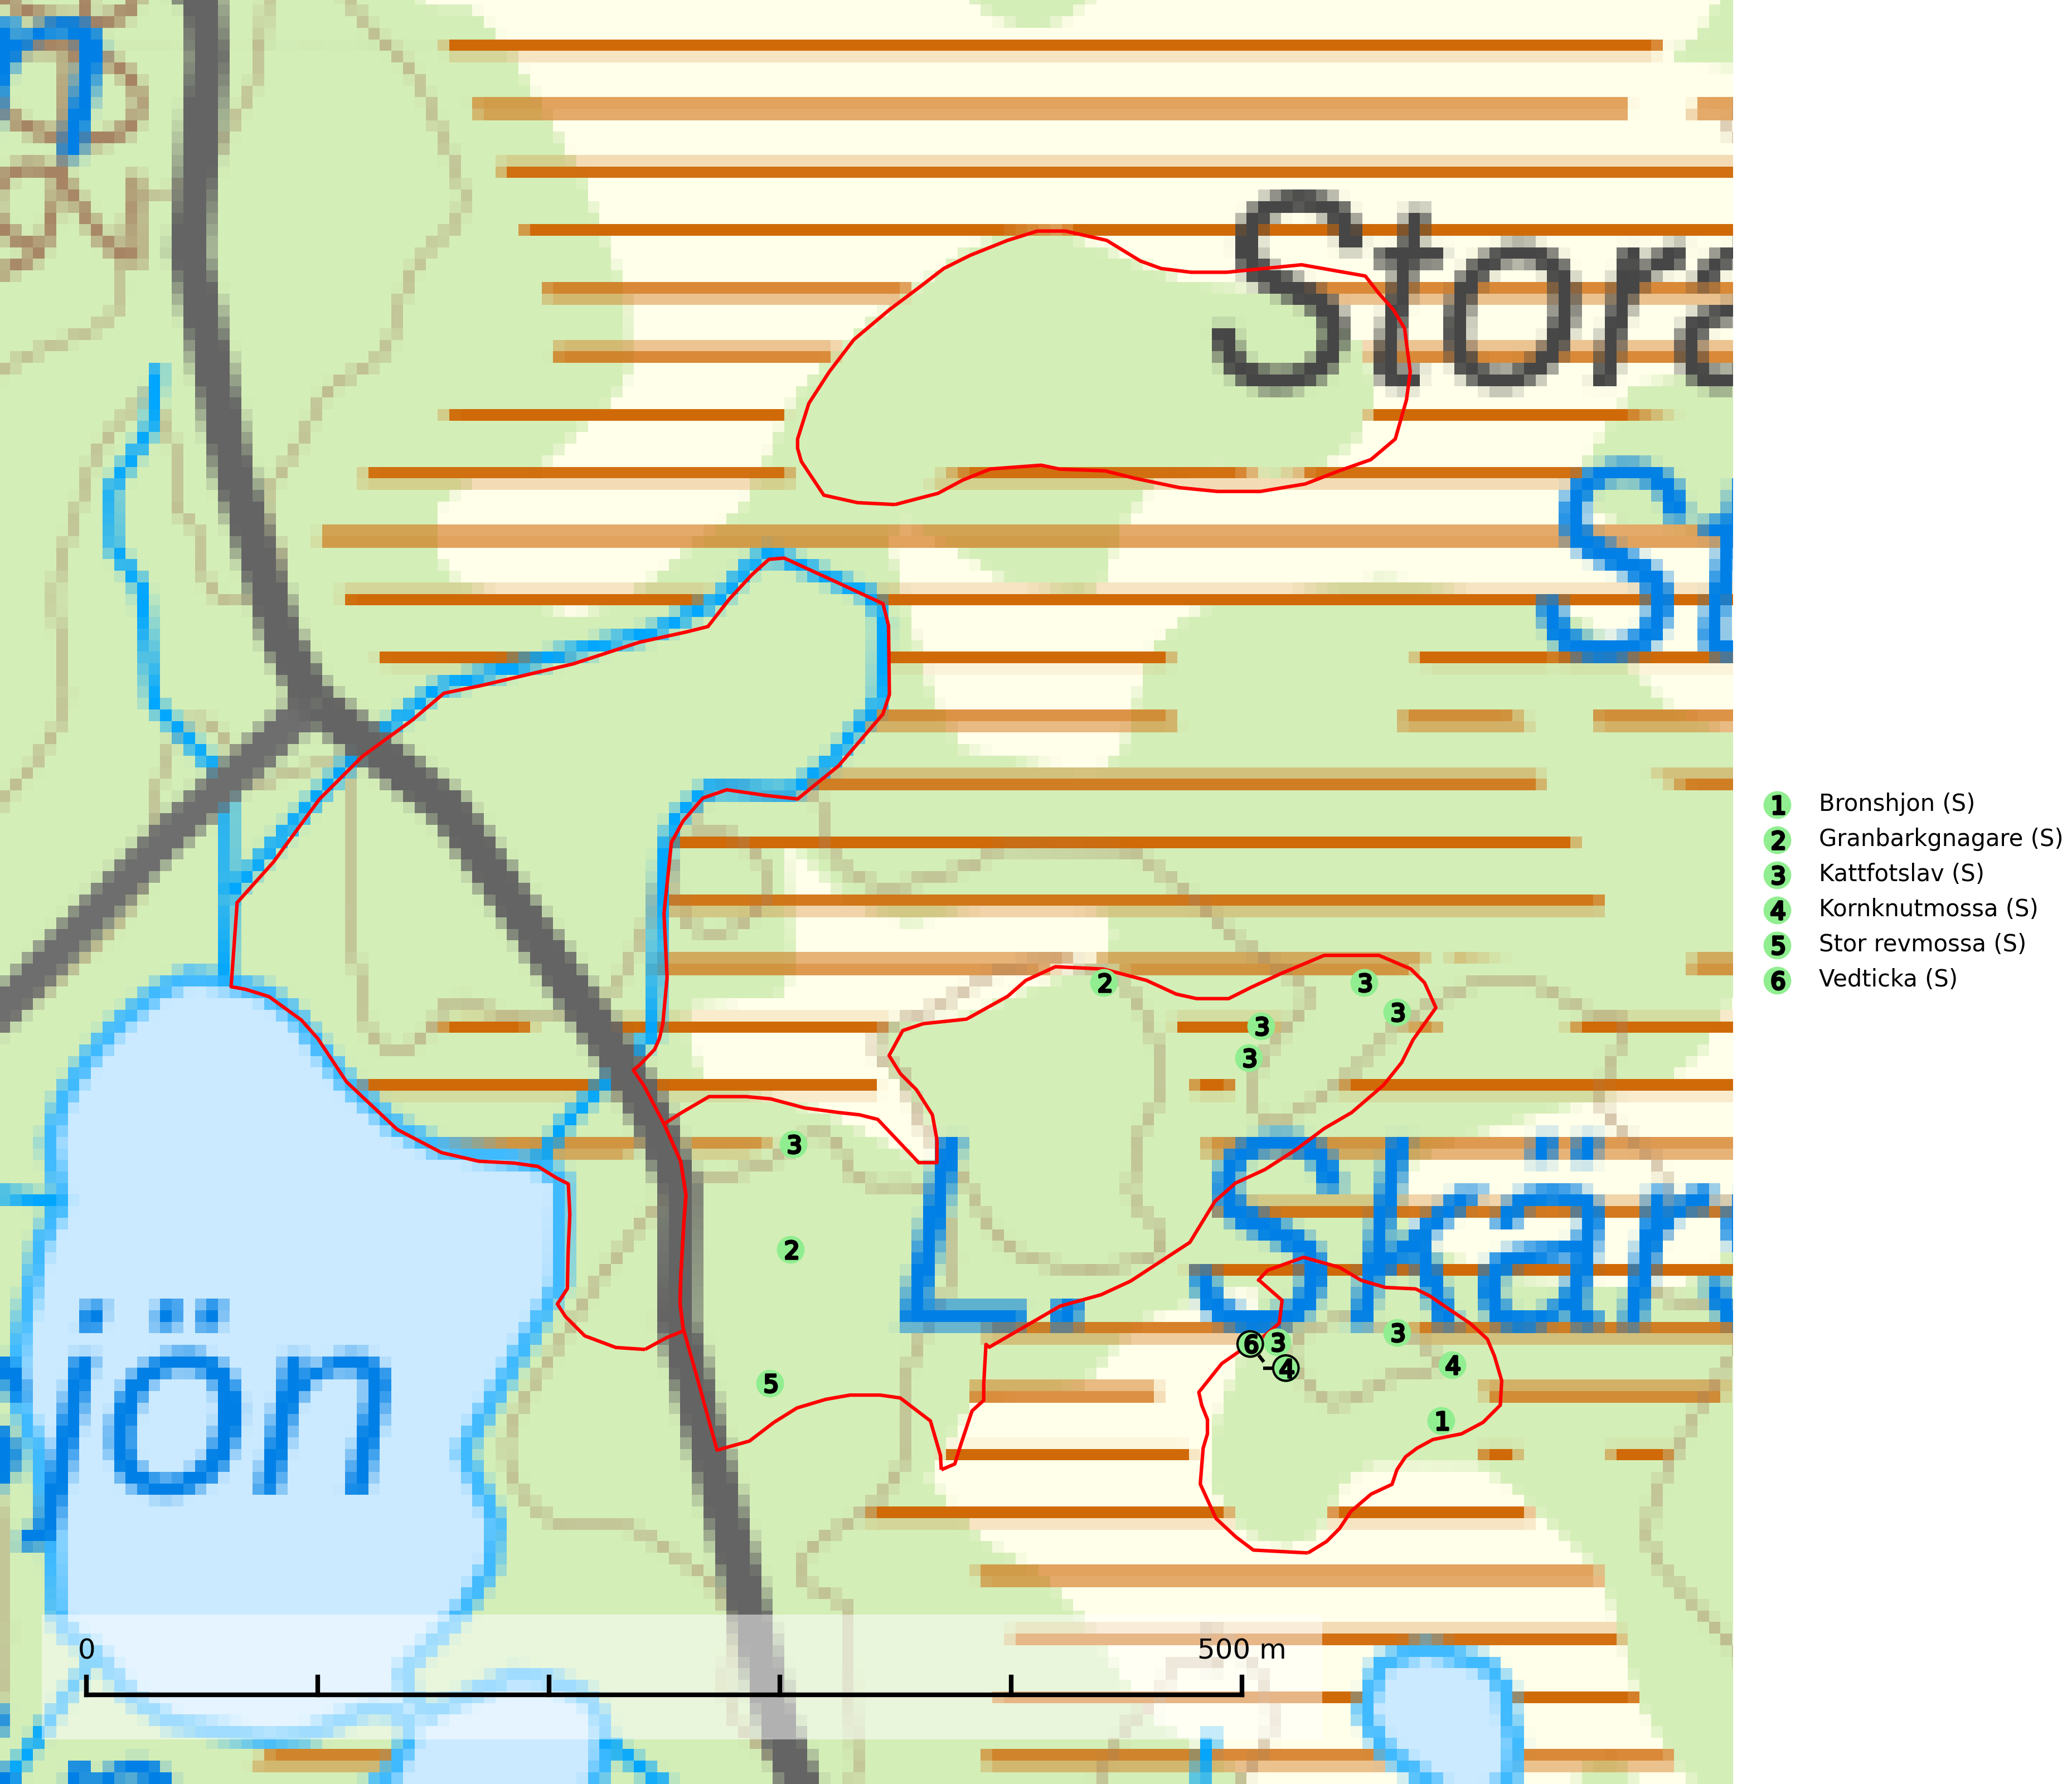 Stora
St
L. Skär
jön
0 500 m
2
3
3
3
3
3
2
5
6
3
4
3
4
1
1 Bronshjon (S)
2 Granbarkgnagare (S)
3 Kattfotslav (S)
4 Kornknutmossa (S)
5 Stor revmossa (S)
6 Vedticka (S)